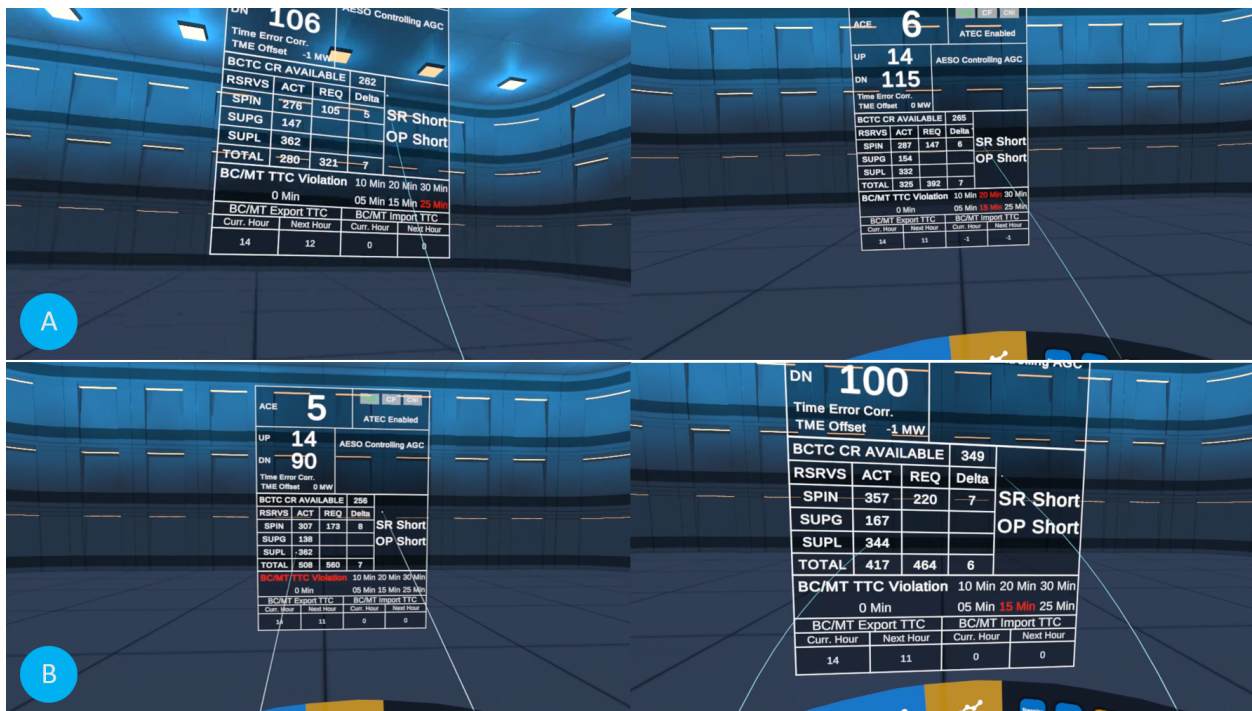 DN 106 AESO Controlling AGC
Time Error Corr.
TME Offset -1 MW
BCTC CR AVAILABLE 262
RSRVS ACT REQ Delta
SPIN 276 105 5 SR Short
SUPG 147 OP Short
SUPL 362
TOTAL 280 321 7
BC/MT TTC Violation 10 Min 20 Min 30 Min
0 Min 05 Min 15 Min 25 Min
BC/MT Export TTC BC/MT Import TTC
Curr. Hour Next Hour Curr. Hour Next Hour
14 12 0 0
A
ACE 6 CF CNI
ATEC Enabled
UP 14 AESO Controlling AGC
DN 115
Time Error Corr.
TME Offset 0 MW
BCTC CR AVAILABLE 265
RSRVS ACT REQ Delta
SPIN 287 147 6 SR Short
SUPG 154 OP Short
SUPL 332
TOTAL 325 392 7
BC/MT TTC Violation 10 Min 20 Min 30 Min
0 Min 05 Min 15 Min 25 Min
BC/MT Export TTC BC/MT Import TTC
Curr. Hour Next Hour Curr. Hour Next Hour
14 11 -1 -1
ACE 5 CF CNI
ATEC Enabled
UP 14 AESO Controlling AGC
DN 90
Time Error Corr.
TME Offset 0 MW
BCTC CR AVAILABLE 256
RSRVS ACT REQ Delta
SPIN 307 173 8 SR Short
SUPG 138 OP Short
SUPL 362
TOTAL 508 560 7
BC/MT TTC Violation 10 Min 20 Min 30 Min
0 Min 05 Min 15 Min 25 Min
BC/MT Export TTC BC/MT Import TTC
Curr. Hour Next Hour Curr. Hour Next Hour
14 11 0 0
B
DN 100 AGC
Time Error Corr.
TME Offset -1 MW
BCTC CR AVAILABLE 349
RSRVS ACT REQ Delta
SPIN 357 220 7 SR Short
SUPG 167 OP Short
SUPL 344
TOTAL 417 464 6
BC/MT TTC Violation 10 Min 20 Min 30 Min
0 Min 05 Min 15 Min 25 Min
BC/MT Export TTC BC/MT Import TTC
Curr. Hour Next Hour Curr. Hour Next Hour
14 11 0 0